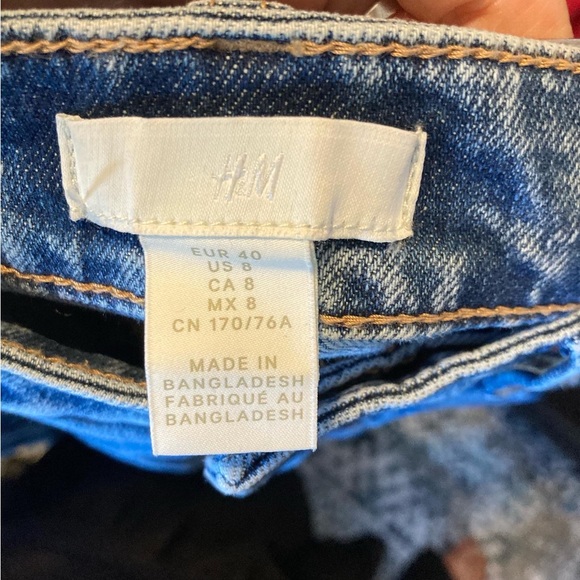 H&M
EUR 40
US 8
CA 8
MX 8
CN 170/76A
MADE IN
BANGLADESH
FABRIQUÉ AU
BANGLADESH